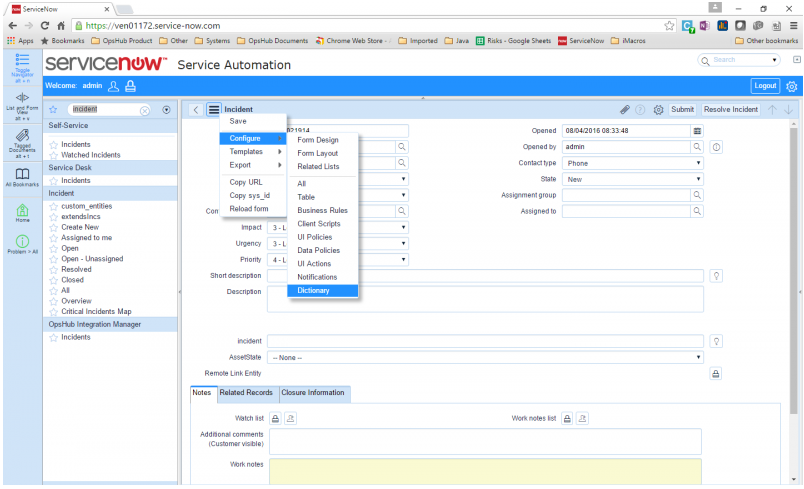 ServiceNow
https://ven01172.service-now.com
Apps Bookmarks OpsHub Product Other Systems OpsHub Documents Chrome Web Store - Imported Java Risks - Google Sheets ServiceNow iMacros Other bookmarks
Toggle
Navigator
alt + n
List and Form
View
alt + v
Tagged
Documents
alt + t
All Bookmarks
Home
Problem > All
servicenow™ Service Automation
Search
Welcome: admin
Logout
incident
Self-Service
Incidents
Watched Incidents
Service Desk
Incidents
Incident
custom_entities
extendsIncs
Create New
Assigned to me
Open
Open - Unassigned
Resolved
Closed
All
Overview
Critical Incidents Map
OpsHub Integration Manager
Incidents
Incident
Submit Resolve Incident
Save
Configure
Templates
Export
Copy URL
Copy sys_id
Reload form
Form Design
Form Layout
Related Lists
All
Table
Business Rules
Client Scripts
UI Policies
Data Policies
UI Actions
Notifications
Dictionary
021914
Con
Impact 3 - L
Urgency 3 - L
Priority 4 - L
Opened 08/04/2016 08:33:48
Opened by admin
Contact type Phone
State New
Assignment group
Assigned to
Short description
Description
incident
AssetState -- None --
Remote Link Entity
Notes Related Records Closure Information
Watch list
Work notes list
Additional comments
(Customer visible)
Work notes